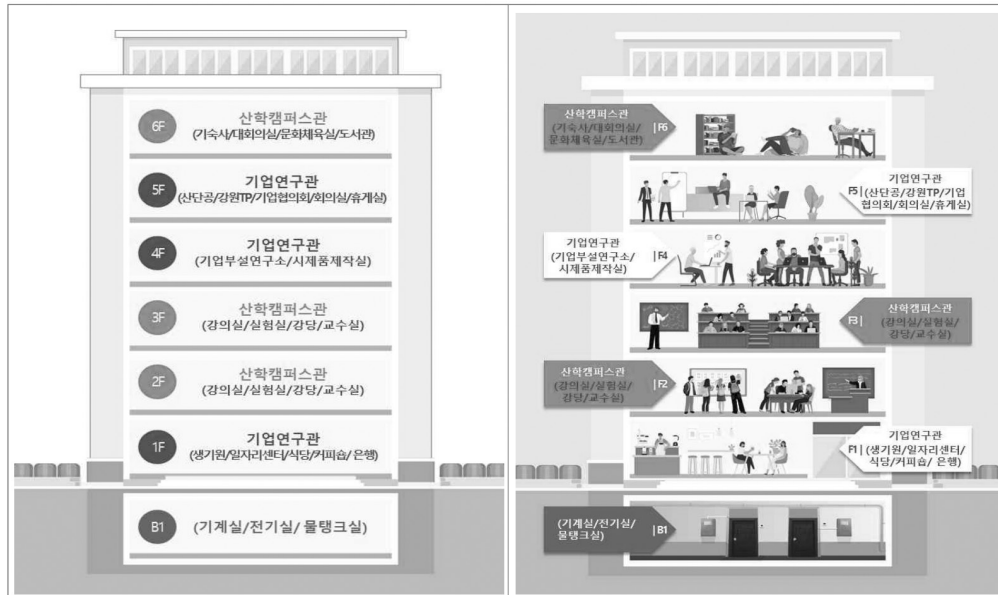 6F
산학캠퍼스관
(기숙사/대회의실/문화체육실/도서관)
5F
기업연구관
(산단공/강원TP/기업협의회/회의실/휴게실)
4F
기업연구관
(기업부설연구소/시제품제작실)
3F
산학캠퍼스관
(강의실/실험실/강당/교수실)
2F
산학캠퍼스관
(강의실/실험실/강당/교수실)
1F
기업연구관
(생기원/일자리센터/식당/커피숍/ 은행)
B1
(기계실/전기실/ 물탱크실)
산학캠퍼스관
(기숙사/대회의실/
문화체육실/도서관)
|F6
기업연구관
F5| (산단공/강원TP/기업
협의회/회의실/휴게실)
기업연구관
(기업부설연구소/
시제품제작실)
|F4
산학캠퍼스관
F3| (강의실/실험실/
강당/교수실)
산학캠퍼스관
(강의실/실험실/
강당/교수실)
|F2
기업연구관
F1| (생기원/일자리센터/
식당/커피숍/ 은행)
(기계실/전기실/
물탱크실)
|B1